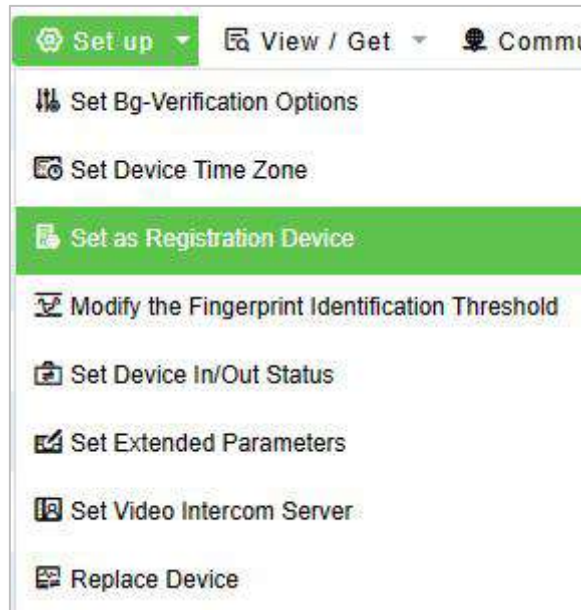 Set up View / Get Commu
Set Bg-Verification Options
Set Device Time Zone
Set as Registration Device
Modify the Fingerprint Identification Threshold
Set Device In/Out Status
Set Extended Parameters
Set Video Intercom Server
Replace Device